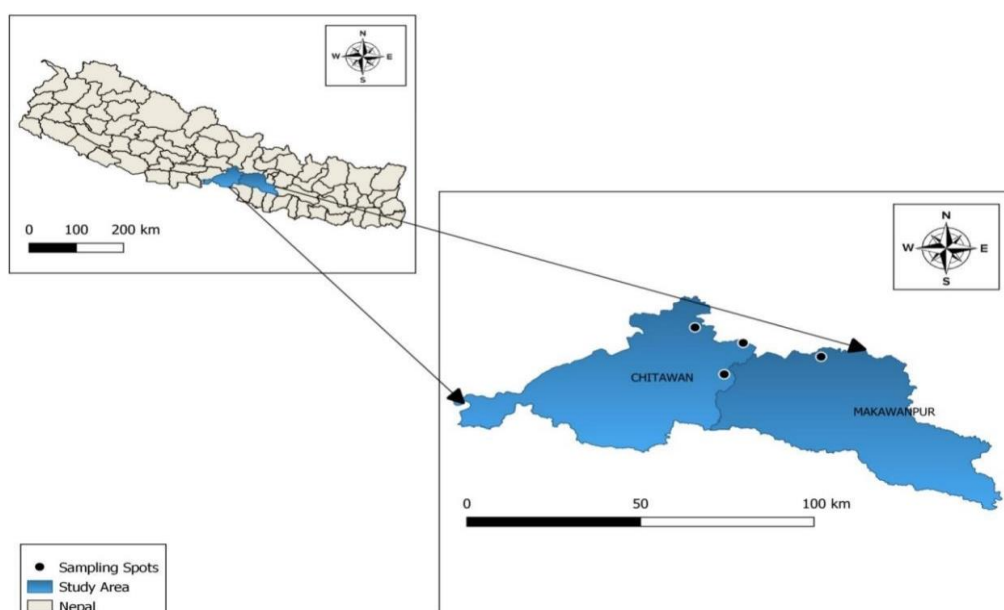 N
W E
S
0 100 200 km
N
W E
S
CHITAWAN
MAKAWANPUR
0 50 100 km
Sampling Spots
Study Area
Nepal